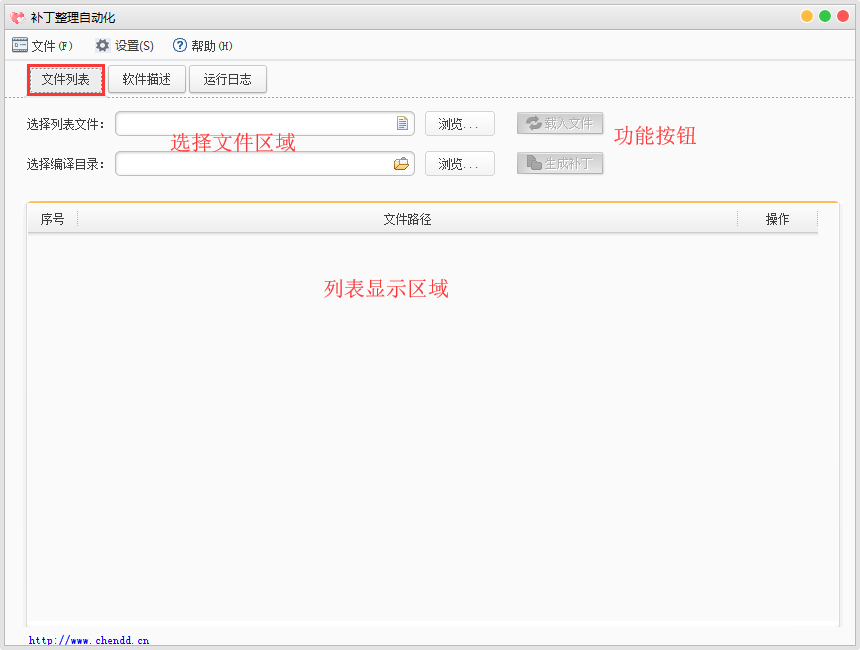 补丁整理自动化
文件(F) 设置(S) 帮助(H)
文件列表 软件描述 运行日志
选择列表文件: 浏览... 载入文件
选择文件区域 功能按钮
选择编译目录: 浏览... 生成补丁
序号 文件路径 操作
列表显示区域
http://www.chendd.cn